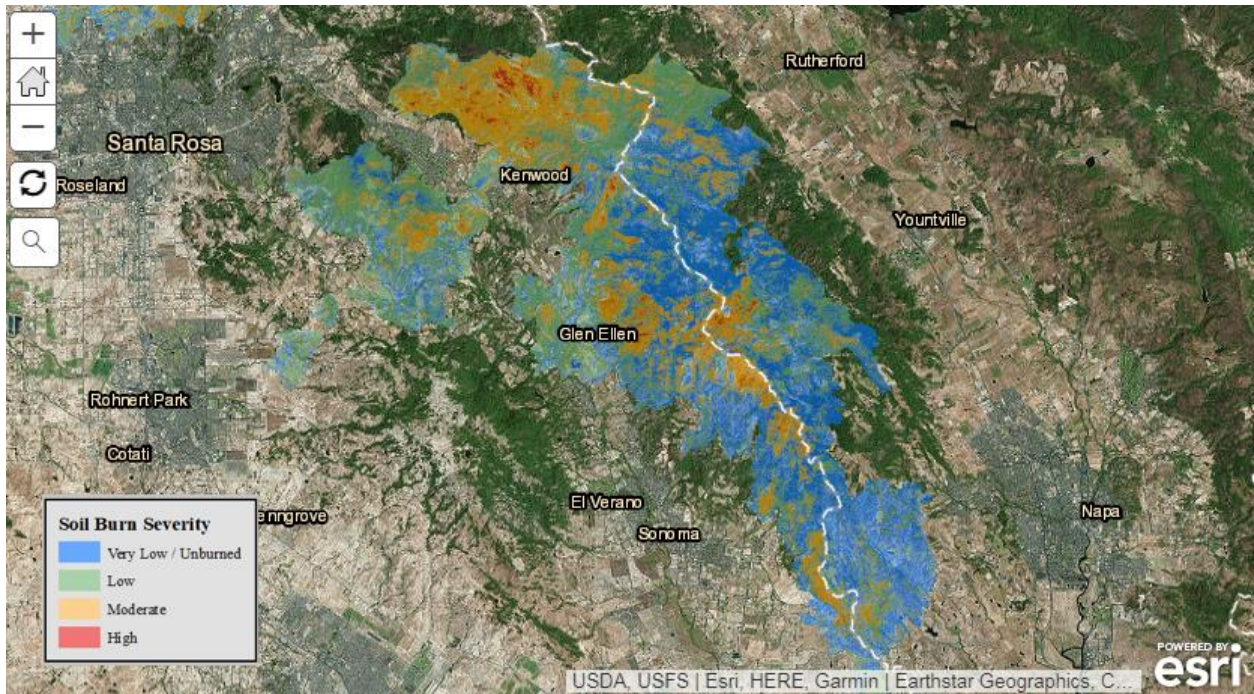 +
−
Rutherford
Santa Rosa
Roseland
Kenwood
Yountville
Glen Ellen
Rohnert Park
Cotati
El Verano
Sonoma
Napa
enngrove
Soil Burn Severity
Very Low / Unburned
Low
Moderate
High
POWERED BY
esri
USDA, USFS | Esri, HERE, Garmin | Earthstar Geographics, C...